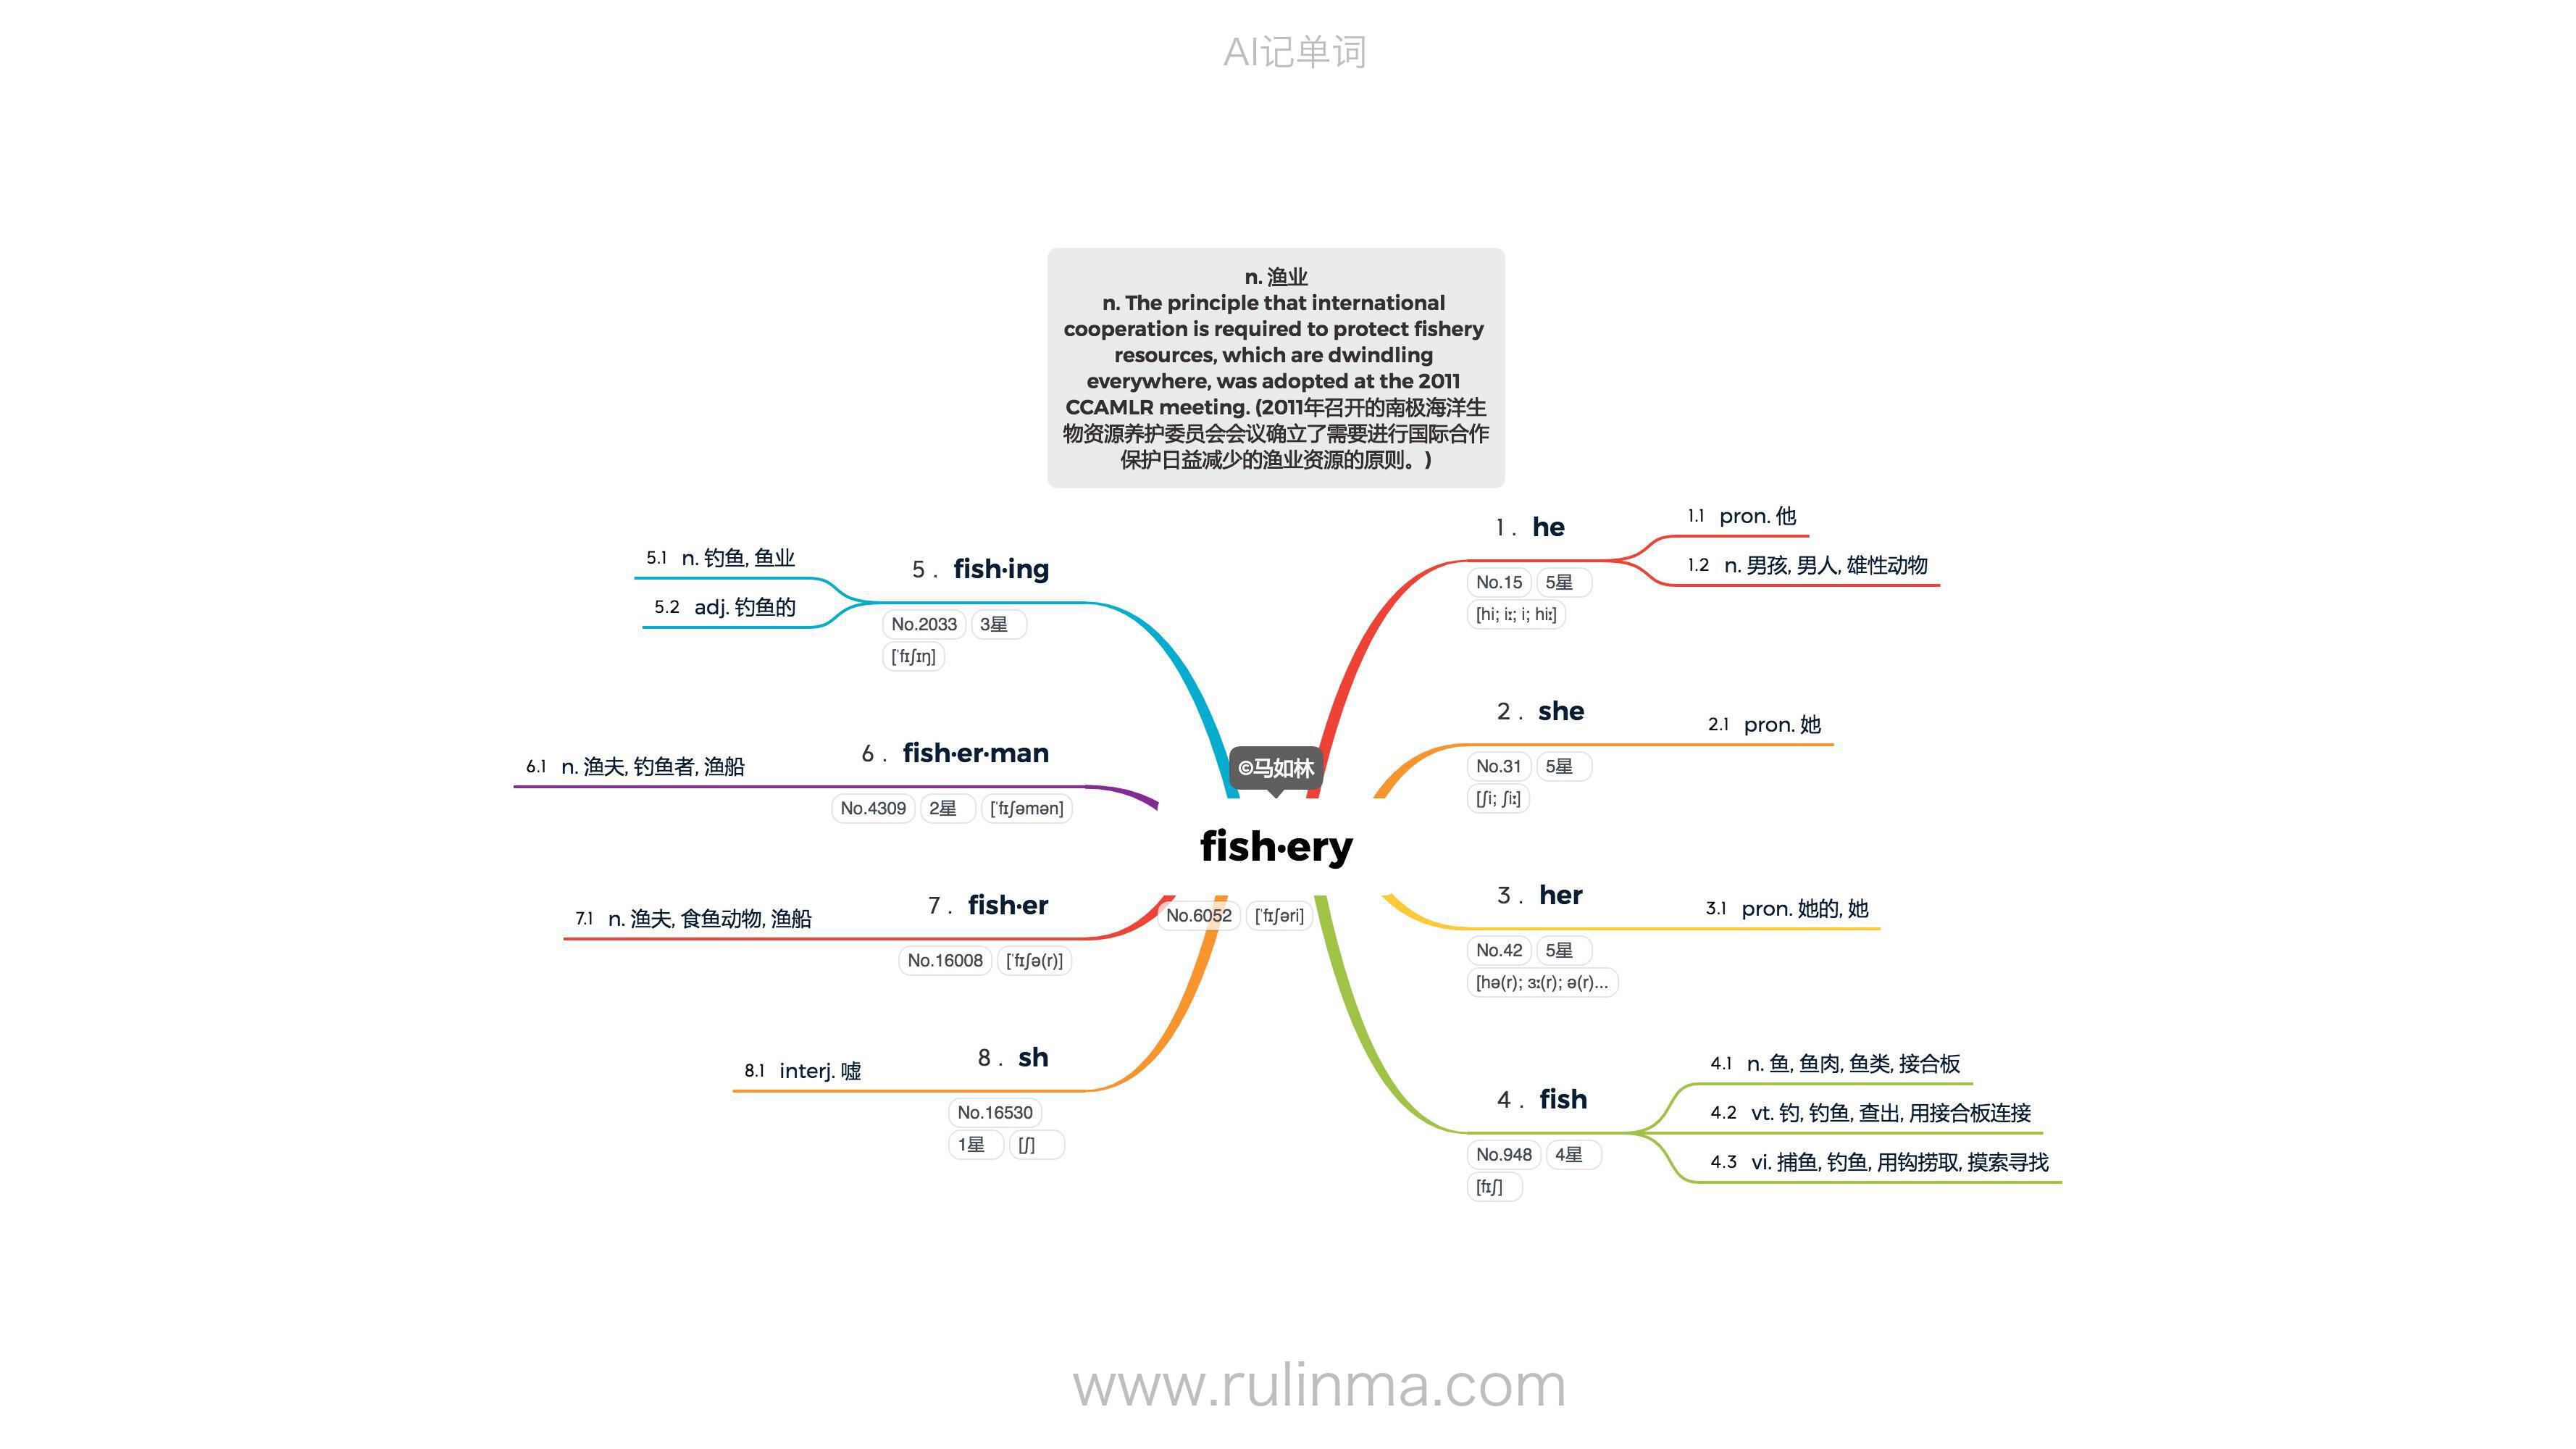 AI记单词
n. 渔业
n. The principle that international
cooperation is required to protect fishery
resources, which are dwindling
everywhere, was adopted at the 2011
CCAMLR meeting. (2011年召开的南极海洋生
物资源养护委员会会议确立了需要进行国际合作
保护日益减少的渔业资源的原则。)
©马如林
fish·ery
No.6052 ['fɪʃəri]
1 . he
No.15 5星
[hi; iː; i; hiː]
1.1 pron. 他
1.2 n. 男孩, 男人, 雄性动物
2 . she
No.31 5星
[ʃi; ʃiː]
2.1 pron. 她
3 . her
No.42 5星
[hə(r); ɜː(r); ə(r)...
3.1 pron. 她的, 她
4 . fish
No.948 4星
[fɪʃ]
4.1 n. 鱼, 鱼肉, 鱼类, 接合板
4.2 vt. 钓, 钓鱼, 查出, 用接合板连接
4.3 vi. 捕鱼, 钓鱼, 用钩捞取, 摸索寻找
5 . fish·ing
No.2033 3星
['fɪʃɪŋ]
5.1 n. 钓鱼, 鱼业
5.2 adj. 钓鱼的
6 . fish·er·man
No.4309 2星 ['fɪʃəmən]
6.1 n. 渔夫, 钓鱼者, 渔船
7 . fish·er
No.16008 ['fɪʃə(r)]
7.1 n. 渔夫, 食鱼动物, 渔船
8 . sh
No.16530
1星 [ʃ]
8.1 interj. 嘘
www.rulinma.com